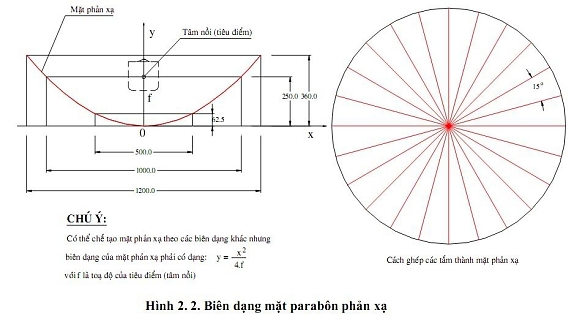 Mặt phản xạ
y
Tâm nồi (tiêu điểm)
f
250.0 360.0
62.5
0
x
500.0
1000.0
1200.0
15°
CHÚ Ý:
Có thể chế tạo mặt phản xạ theo các biên dạng khác nhưng
biên dạng của mặt phản xạ phải có dạng: y = x²/4.f
với f là toạ độ của tiêu điểm (tâm nồi)
Cách ghép các tấm thành mặt phản xạ
Hình 2. 2. Biên dạng mặt parabôn phản xạ